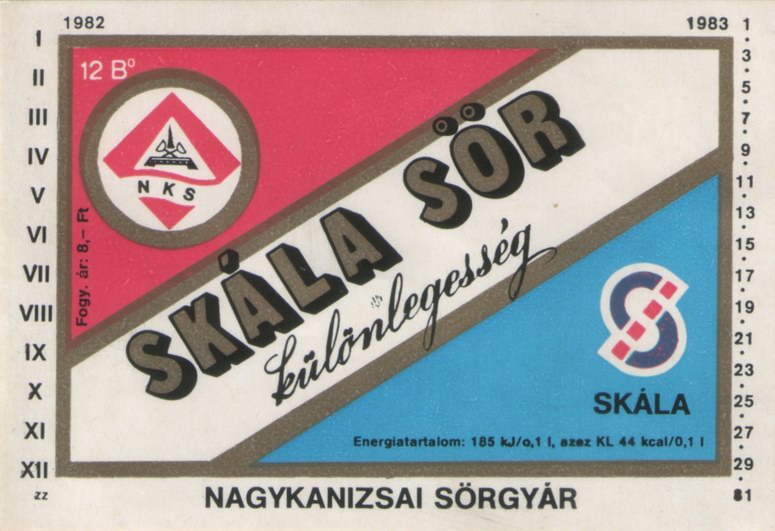 1982
1983
I
II
III
IV
V
VI
VII
VIII
IX
X
XI
XII
zz
12 B°
NKS
Fogy. ár: 8,– Ft
SKÁLA SÖR
különlegesség
S
SKÁLA
Energiatartalom: 185 kJ/o,1 l, azaz KL 44 kcal/0,1 l
NAGYKANIZSAI SÖRGYÁR
1
3
5
7
9
11
13
15
17
19
21
23
25
27
29
31